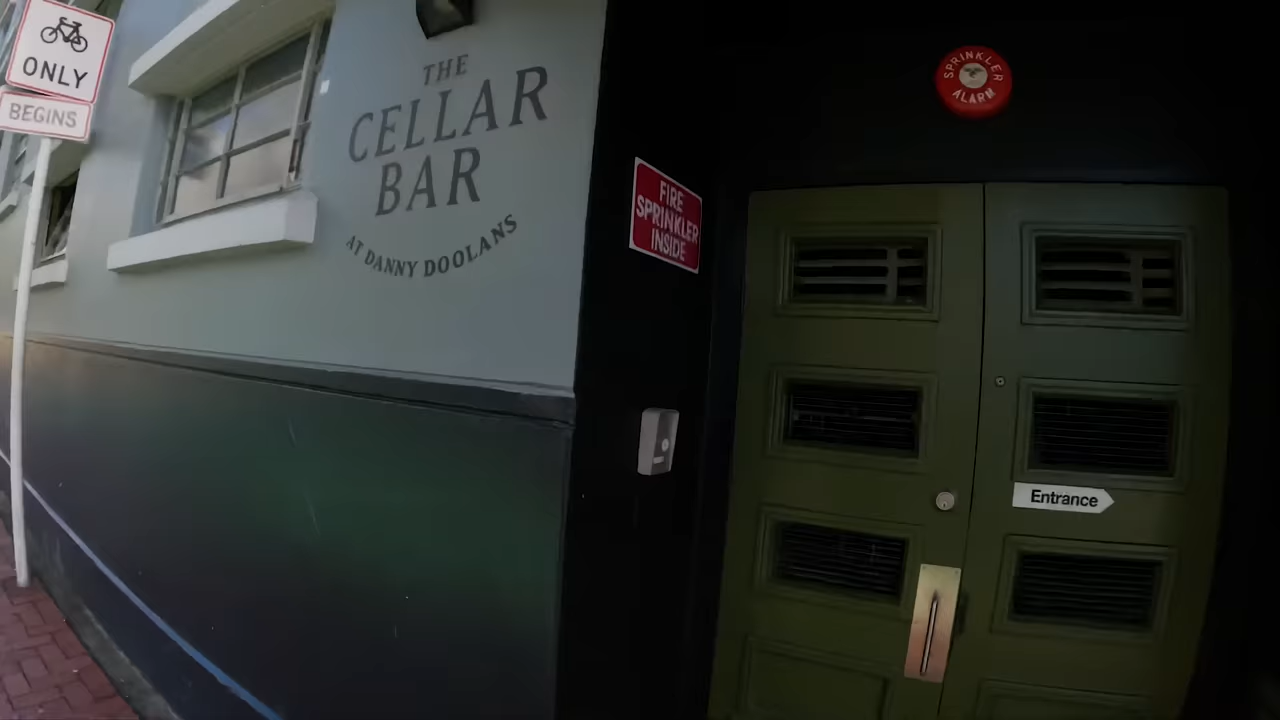 ONLY
BEGINS
THE
CELLAR
BAR
AT DANNY DOOLANS
FIRE
SPRINKLER
INSIDE
SPRINKLER
ALARM
Entrance